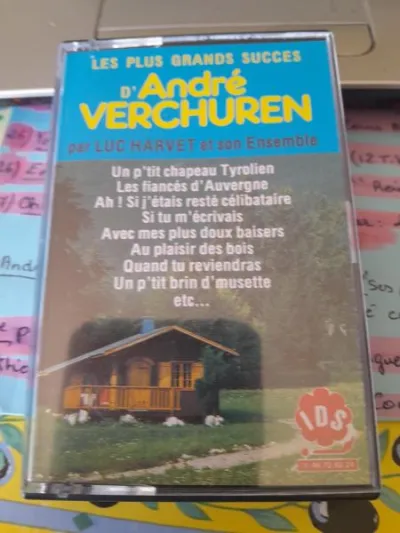 LES PLUS GRANDS SUCCES
D'André
VERCHUREN
par LUC HARVET et son Ensemble
Un p'tit chapeau Tyrolien
Les fiancés d'Auvergne
Ah ! Si j'étais resté célibataire
Si tu m'écrivais
Avec mes plus doux baisers
Au plaisir des bois
Quand tu reviendras
Un p'tit brin d'musette
etc...
IDS